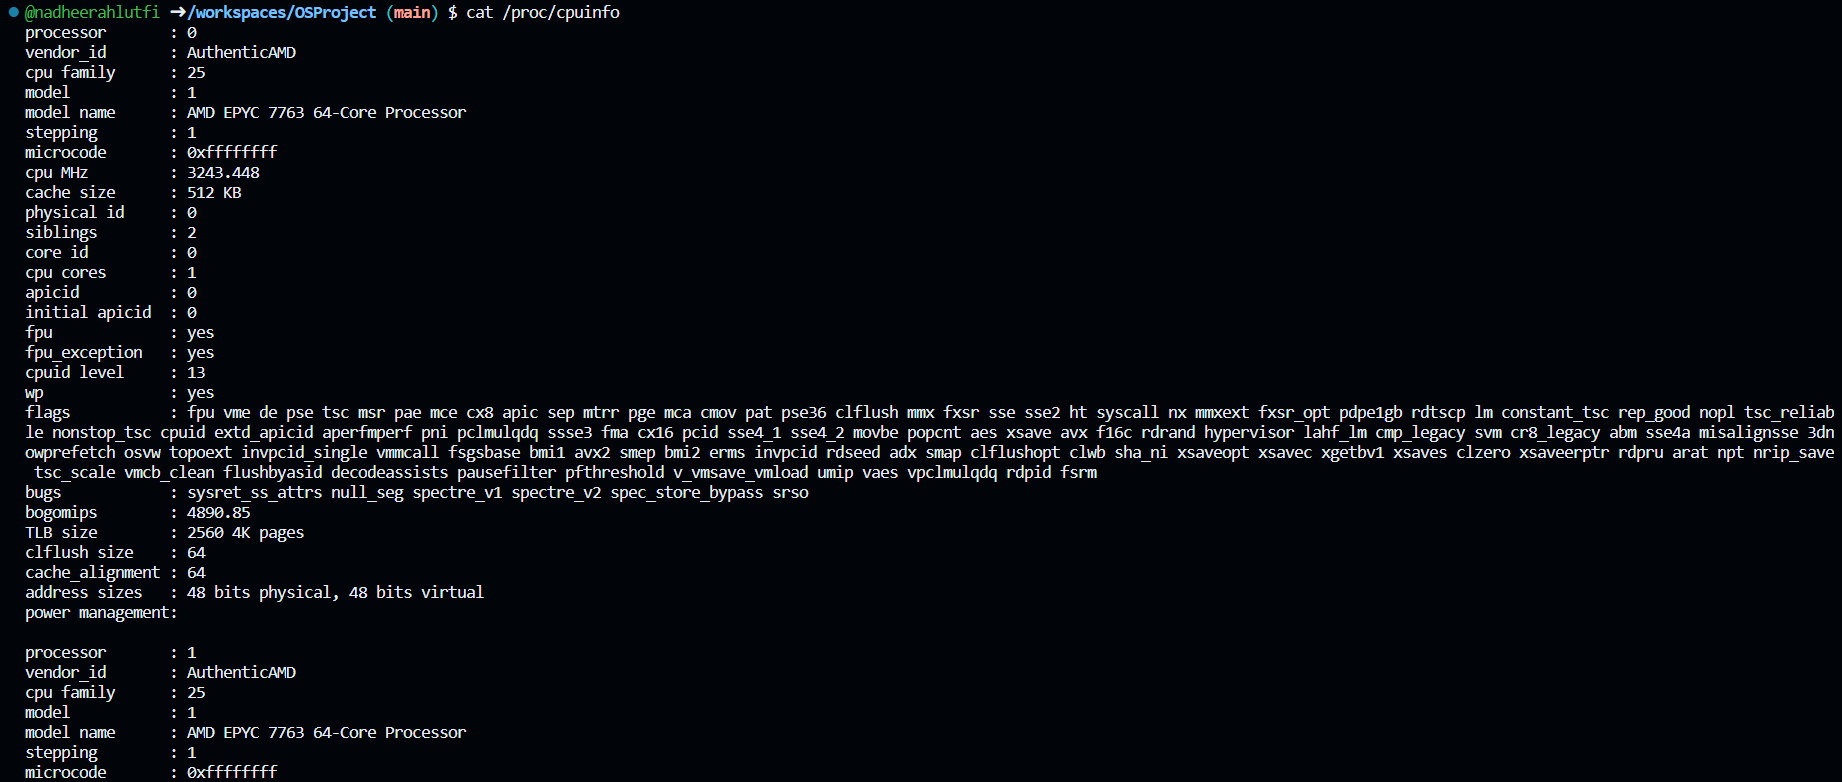 @nadheerahlutfi ➜/workspaces/OSProject (main) $ cat /proc/cpuinfo
processor       : 0
vendor_id       : AuthenticAMD
cpu family      : 25
model           : 1
model name      : AMD EPYC 7763 64-Core Processor
stepping        : 1
microcode       : 0xffffffff
cpu MHz         : 3243.448
cache size      : 512 KB
physical id     : 0
siblings        : 2
core id         : 0
cpu cores       : 1
apicid          : 0
initial apicid  : 0
fpu             : yes
fpu_exception   : yes
cpuid level     : 13
wp              : yes
flags           : fpu vme de pse tsc msr pae mce cx8 apic sep mtrr pge mca cmov pat pse36 clflush mmx fxsr sse sse2 ht syscall nx mmxext fxsr_opt pdpe1gb rdtscp lm constant_tsc rep_good nopl tsc_reliab
le nonstop_tsc cpuid extd_apicid aperfmperf pni pclmulqdq ssse3 fma cx16 pcid sse4_1 sse4_2 movbe popcnt aes xsave avx f16c rdrand hypervisor lahf_lm cmp_legacy svm cr8_legacy abm sse4a misalignsse 3dn
owprefetch osvw topoext invpcid_single vmmcall fsgsbase bmi1 avx2 smep bmi2 erms invpcid rdseed adx smap clflushopt clwb sha_ni xsaveopt xsavec xgetbv1 xsaves clzero xsaveerptr rdpru arat npt nrip_save
 tsc_scale vmcb_clean flushbyasid decodeassists pausefilter pfthreshold v_vmsave_vmload umip vaes vpclmulqdq rdpid fsrm
bugs            : sysret_ss_attrs null_seg spectre_v1 spectre_v2 spec_store_bypass srso
bogomips        : 4890.85
TLB size        : 2560 4K pages
clflush size    : 64
cache_alignment : 64
address sizes   : 48 bits physical, 48 bits virtual
power management:

processor       : 1
vendor_id       : AuthenticAMD
cpu family      : 25
model           : 1
model name      : AMD EPYC 7763 64-Core Processor
stepping        : 1
microcode       : 0xffffffff